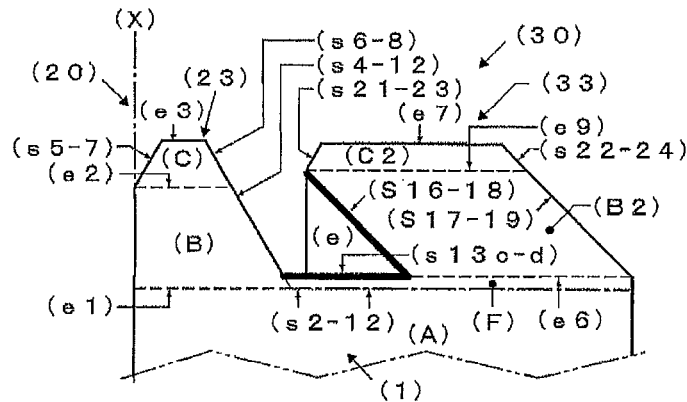 (X)
(s6-8)
(s4-12)
(s21-23)
(30)
(20)
(23)
(e3)
(e7)
(33)
(e9)
(s5-7)
(C)
(C2)
(s22-24)
(e2)
(S16-18)
(S17-19)
(B2)
(B)
(e)
(s13c-d)
(e1)
(s2-12)
(F)
(e6)
(A)
(1)